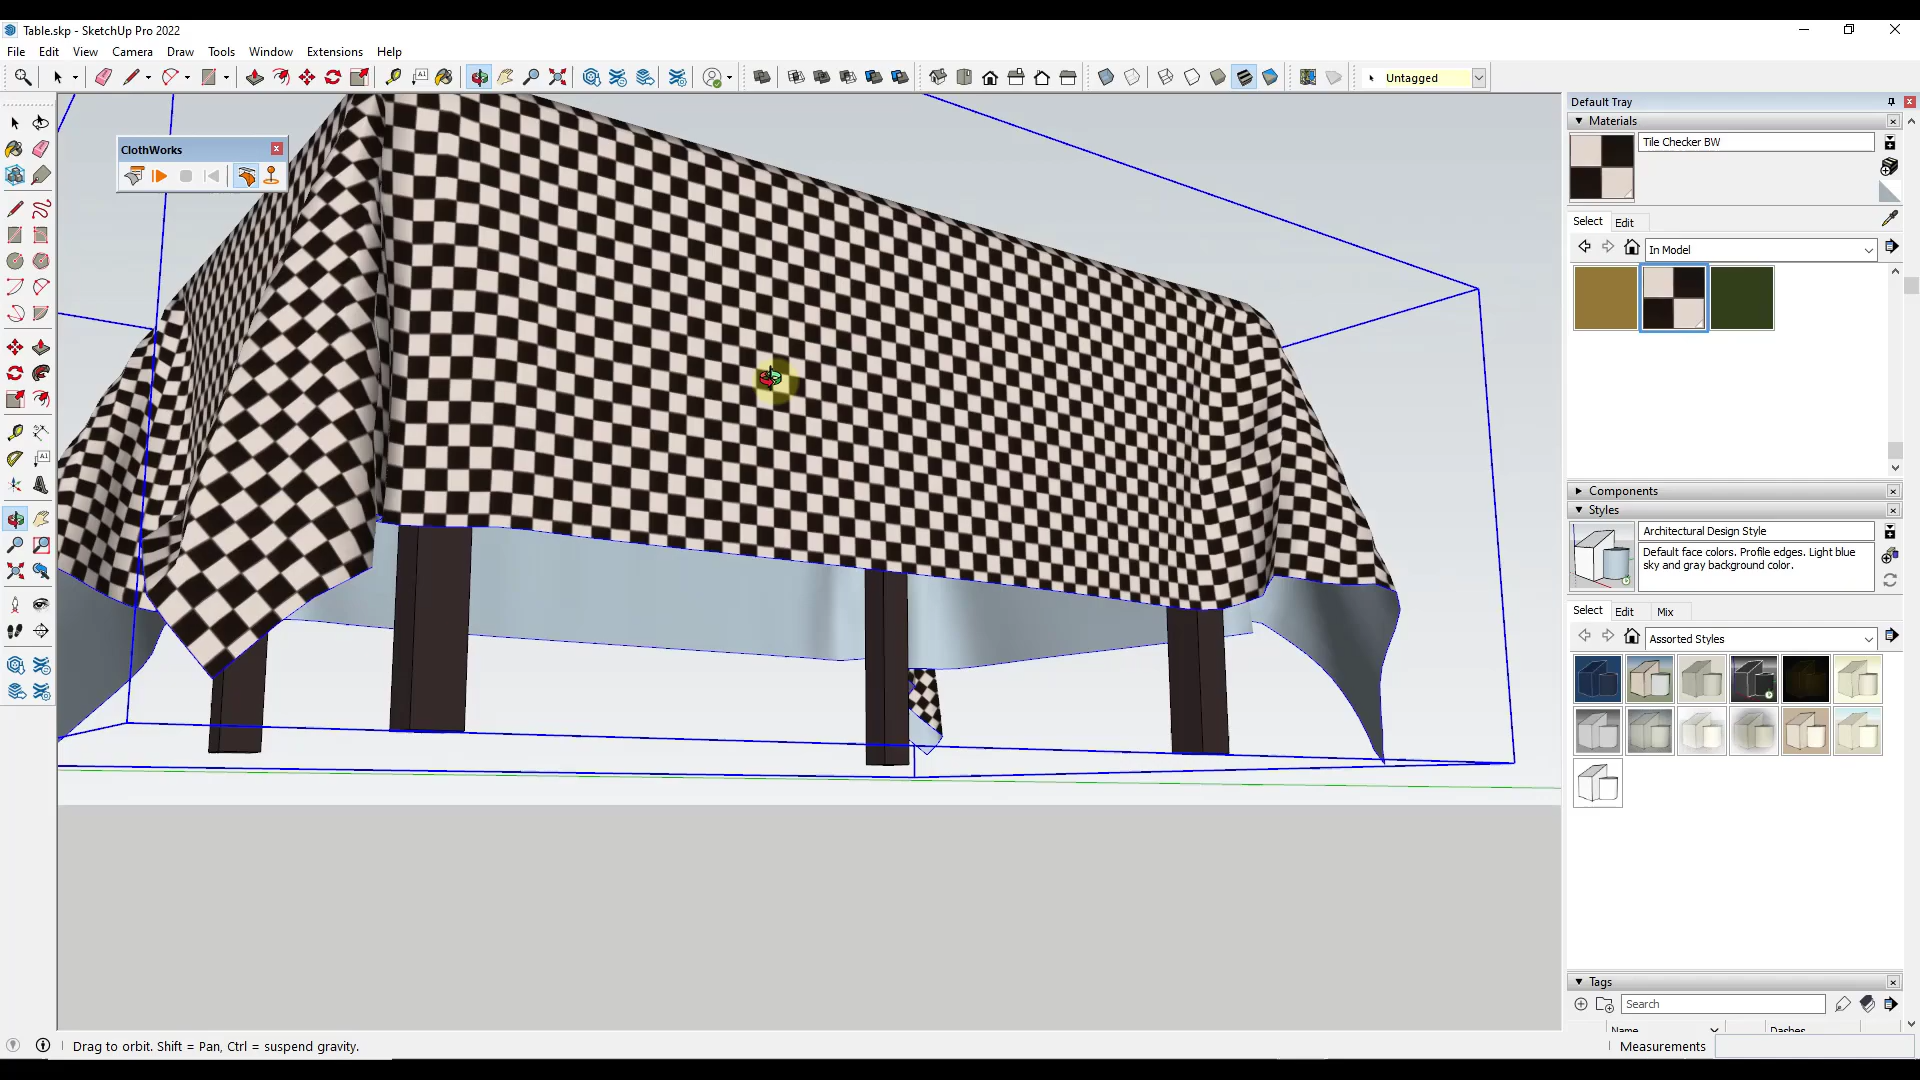 Table.skp - SketchUp Pro 2022
File Edit View Camera Draw Tools Window Extensions Help
Untagged
Default Tray
Materials
ClothWorks
Tile Checker BW
Select Edit
In Model
Components
Styles
Architectural Design Style
Default face colors. Profile edges. Light blue
sky and gray background color.
Select Edit Mix
Assorted Styles
Tags
Search
Name Dashes
Drag to orbit. Shift = Pan, Ctrl = suspend gravity.
Measurements